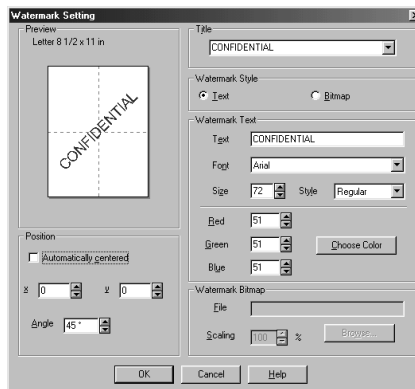 Watermark Setting
Preview
Letter 8 1/2 x 11 in
CONFIDENTIAL
Position
Automatically centered
x 0 y 0
Angle 45 °
Title
CONFIDENTIAL
Watermark Style
Text Bitmap
Watermark Text
Text CONFIDENTIAL
Font Arial
Size 72 Style Regular
Red 51
Green 51 Choose Color
Blue 51
Watermark Bitmap
File
Scaling 100 % Browse...
OK Cancel Help